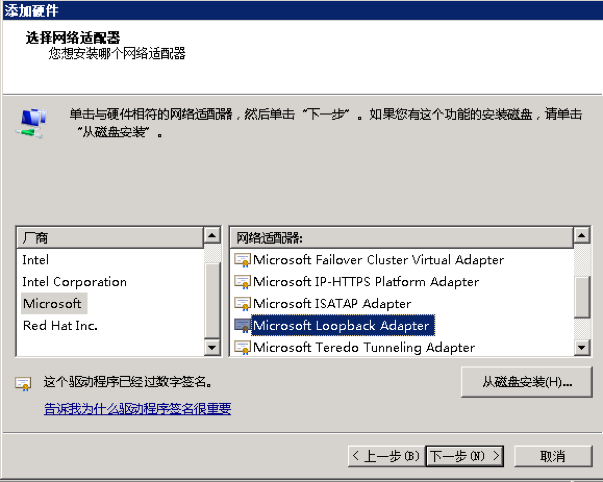 添加硬件
选择网络适配器
您想安装哪个网络适配器
单击与硬件相符的网络适配器，然后单击“下一步”。如果您有这个功能的安装磁盘，请单击
“从磁盘安装”。
厂商
Intel
Intel Corporation
Microsoft
Red Hat Inc.
网络适配器:
Microsoft Failover Cluster Virtual Adapter
Microsoft IP-HTTPS Platform Adapter
Microsoft ISATAP Adapter
Microsoft Loopback Adapter
Microsoft Teredo Tunneling Adapter
这个驱动程序已经过数字签名。
从磁盘安装(H)...
告诉我为什么驱动程序签名很重要
< 上一步(B) 下一步(N) > 取消